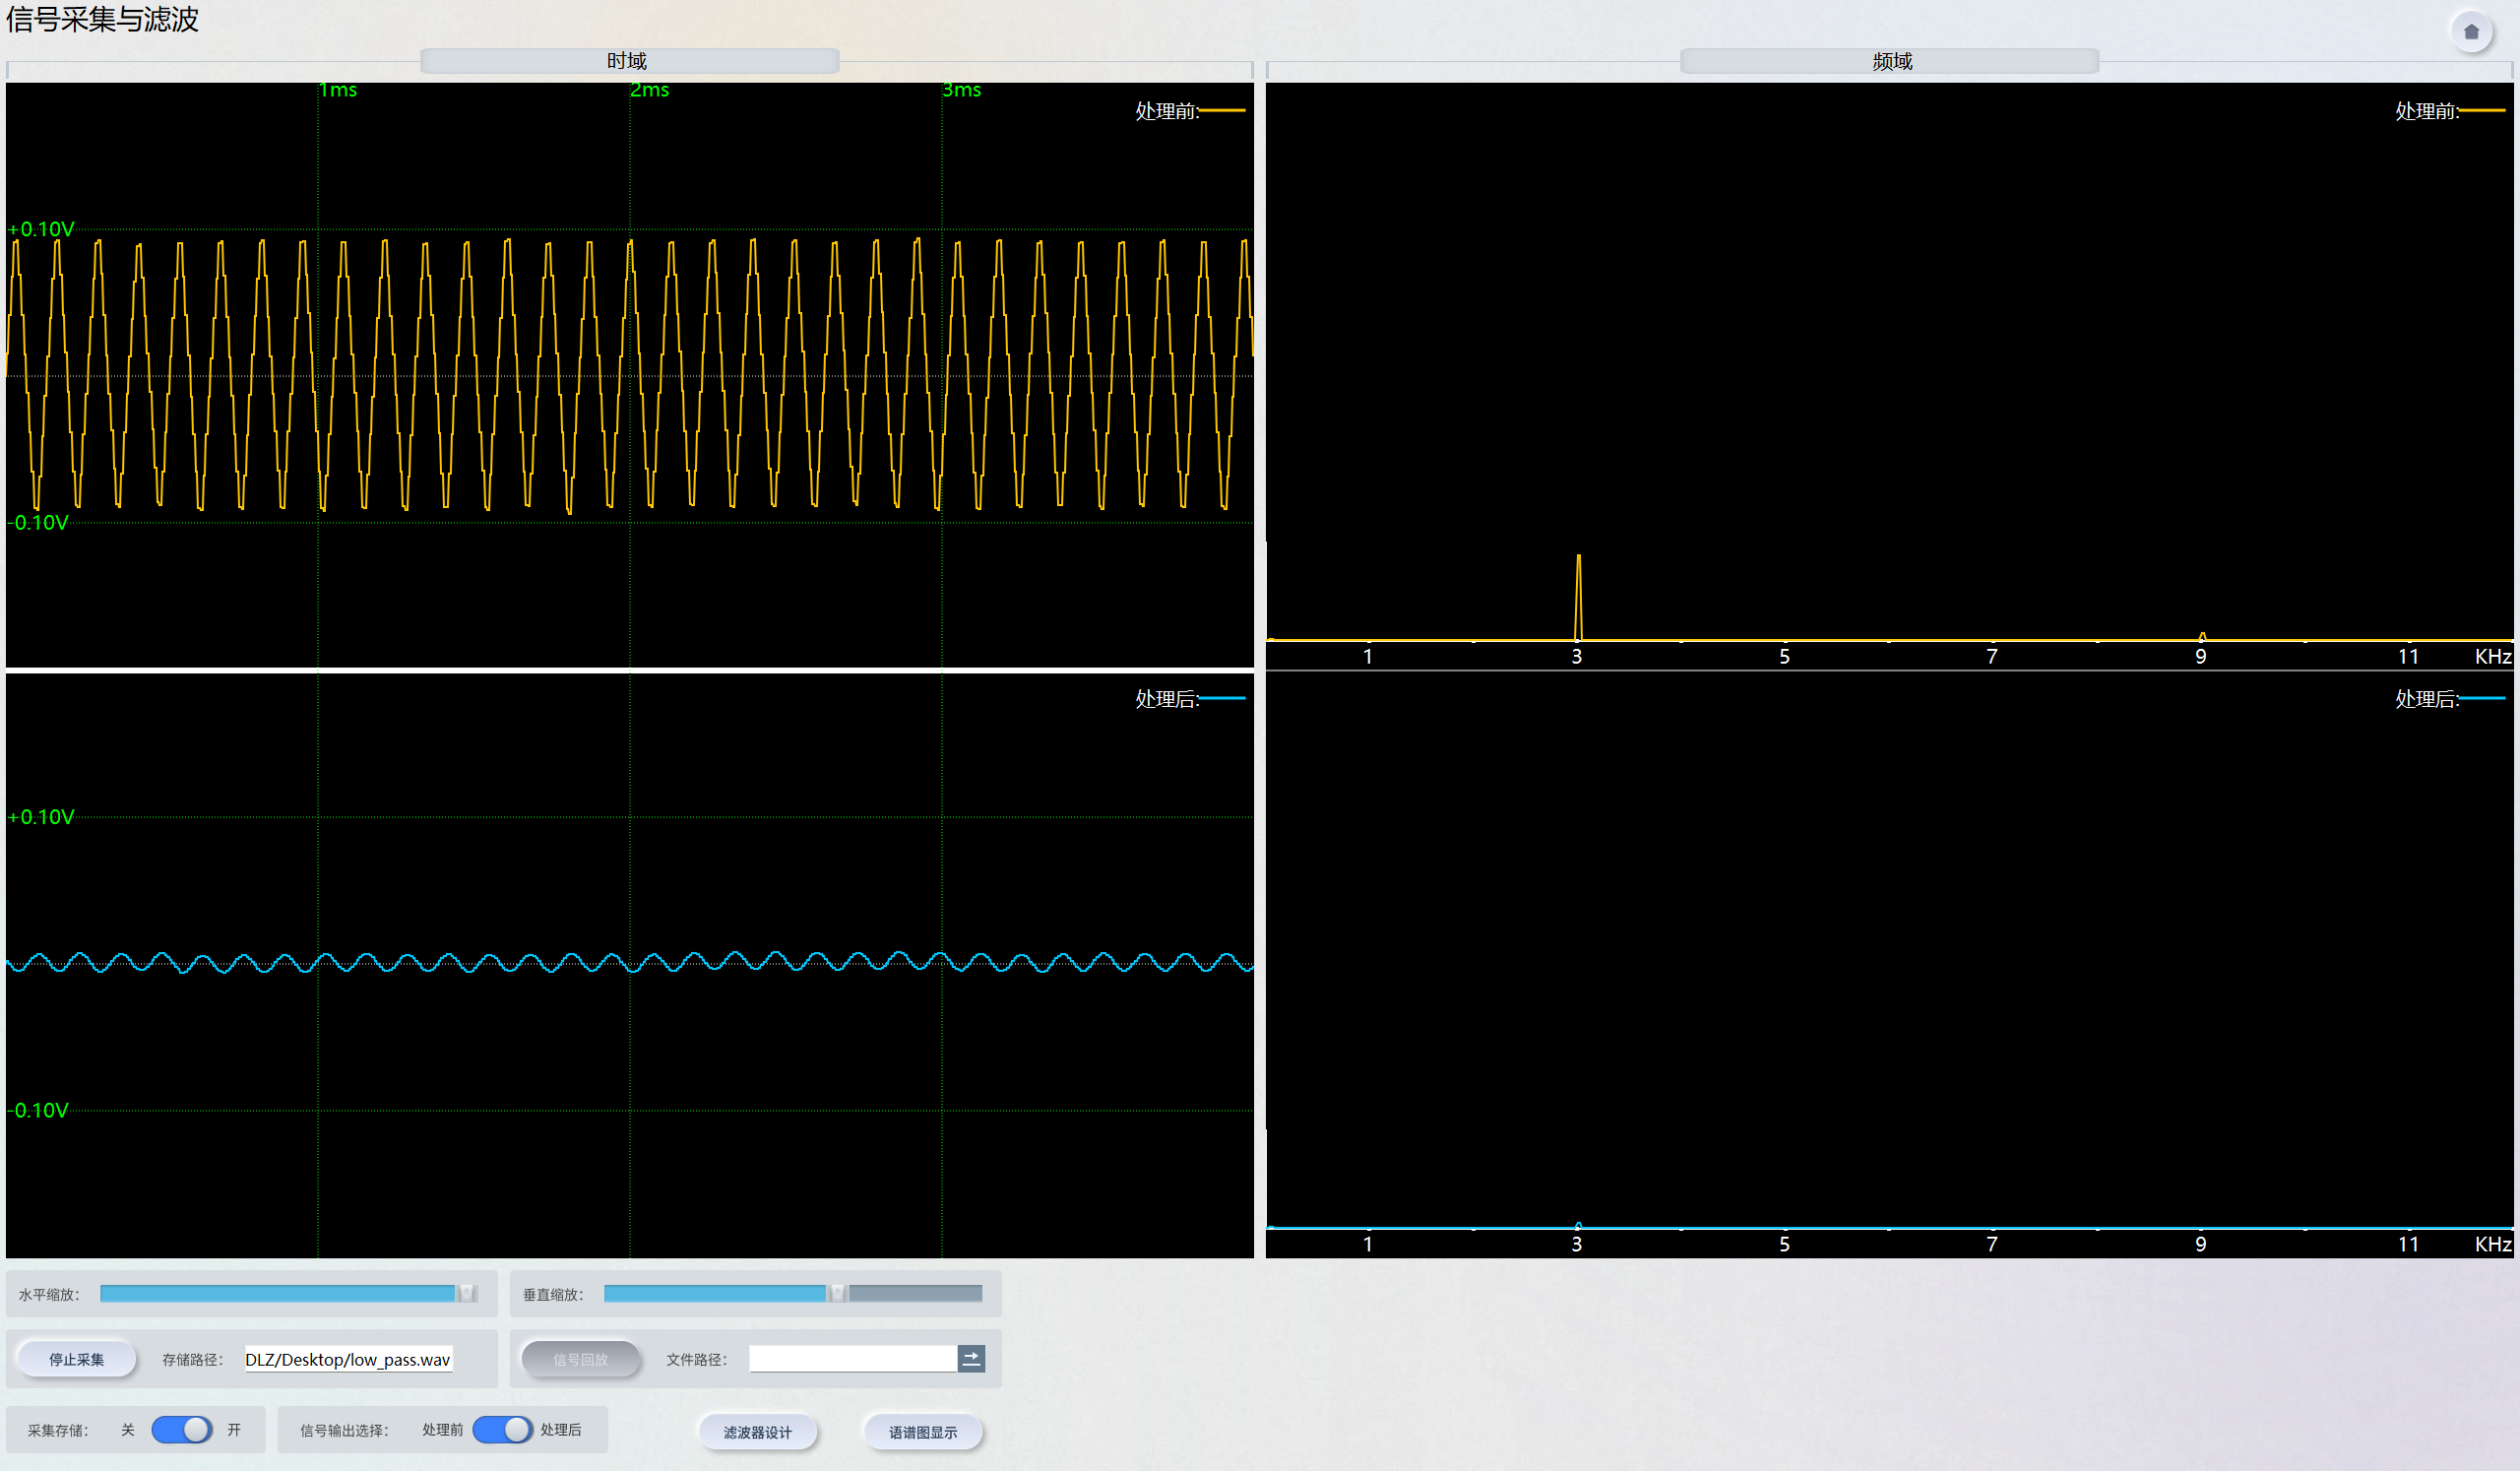 信号采集与滤波
时域
1ms 2ms 3ms
处理前:
+0.10V
-0.10V
处理后:
+0.10V
-0.10V
频域
处理前:
1 3 5 7 9 11 KHz
处理后:
1 3 5 7 9 11 KHz
水平缩放:
垂直缩放:
停止采集 存储路径: DLZ/Desktop/low_pass.wav
信号回放 文件路径:
采集存储: 关 开
信号输出选择: 处理前 处理后
滤波器设计
语谱图显示